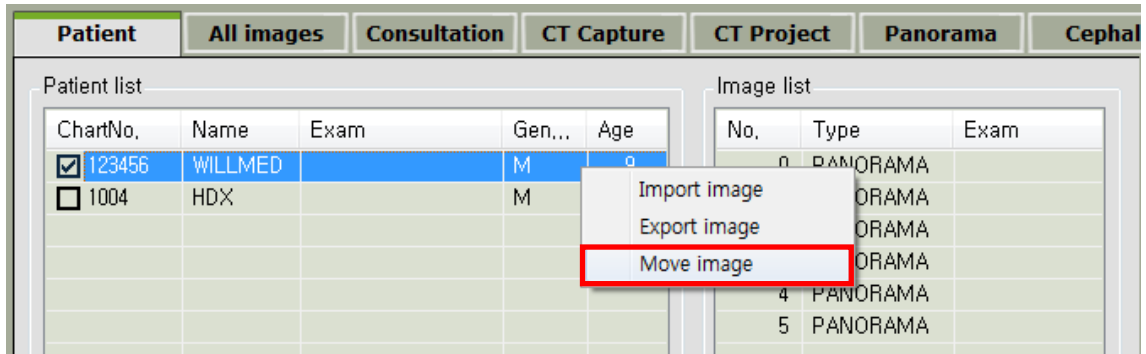 Patient All images Consultation CT Capture CT Project Panorama Cephal
Patient list
ChartNo. Name Exam Gen... Age
123456 WILLMED M 9
1004 HDX M
Import image
Export image
Move image
Image list
No. Type Exam
0 PANORAMA
ORAMA
ORAMA
ORAMA
4 PANORAMA
5 PANORAMA